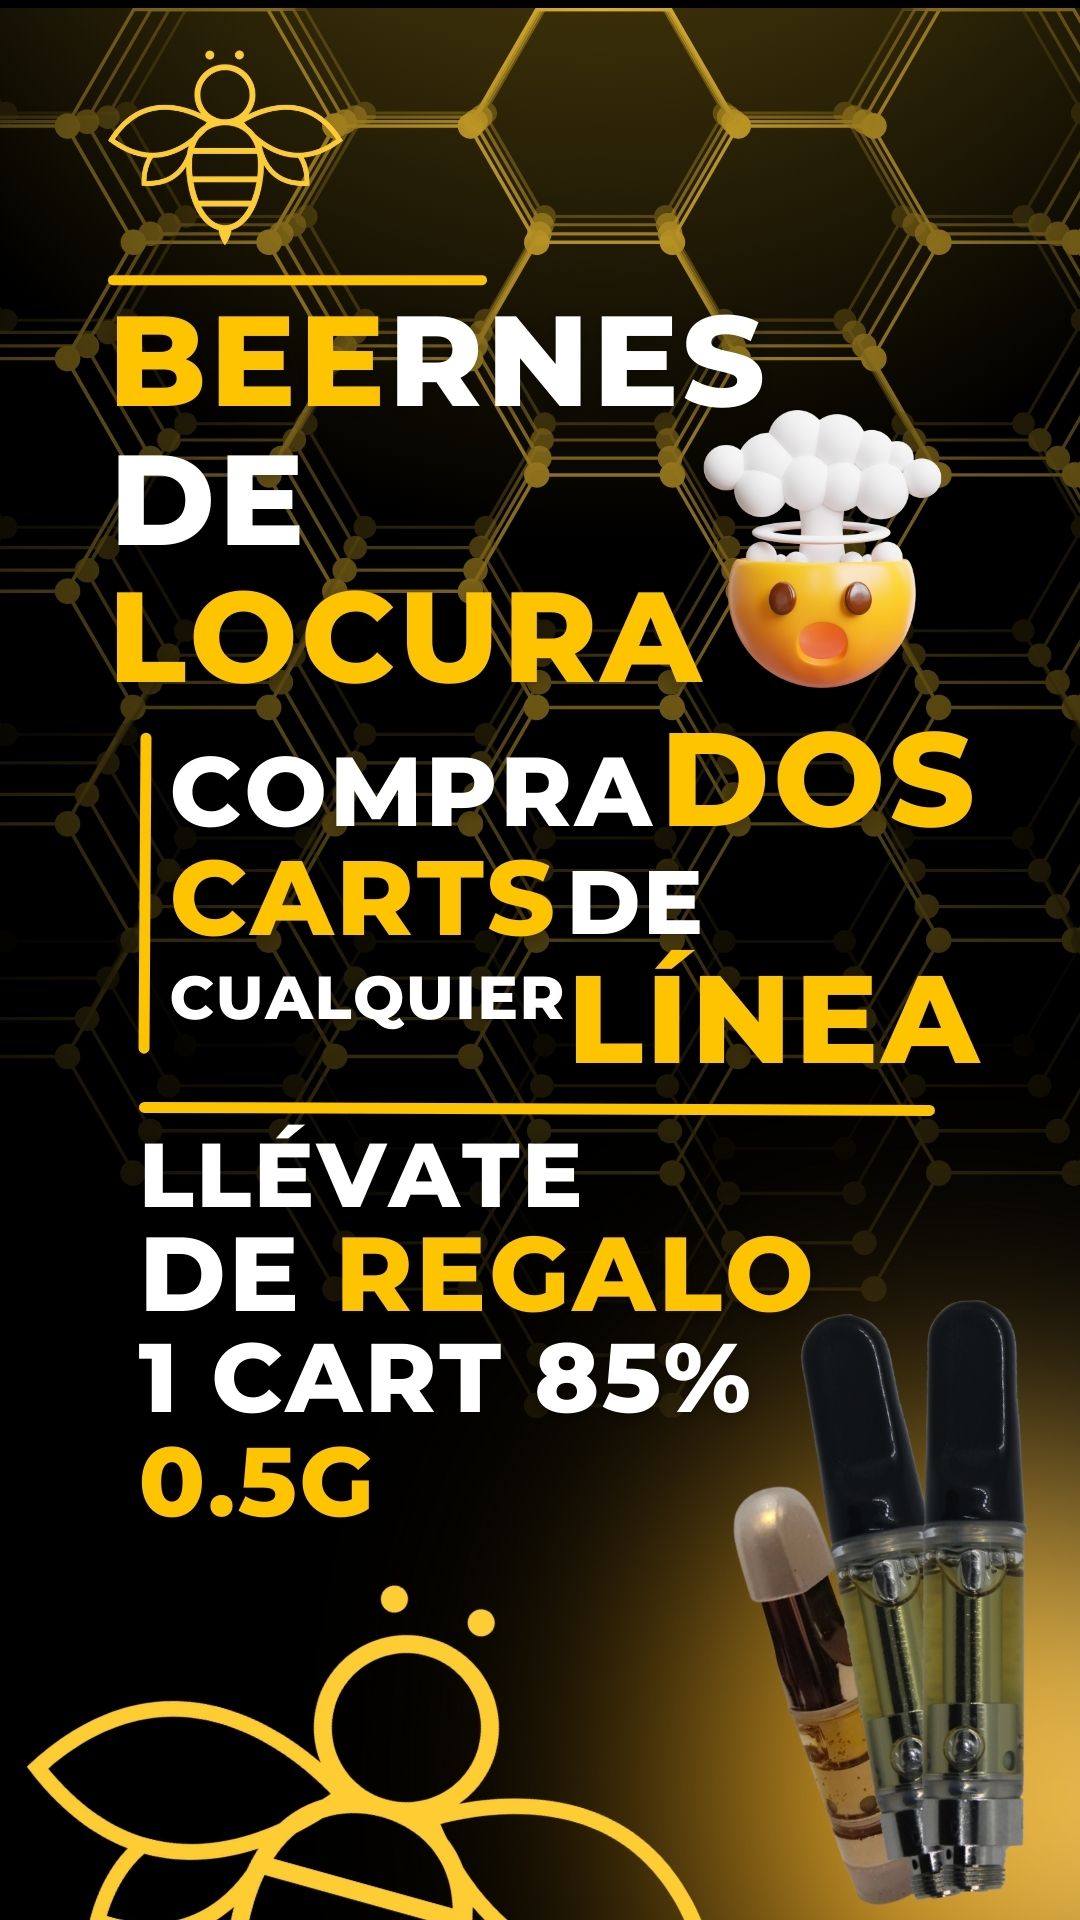 BEERNES
DE
LOCURA
COMPRA DOS
CARTS DE
CUALQUIER LÍNEA
LLÉVATE
DE REGALO
1 CART 85%
0.5G